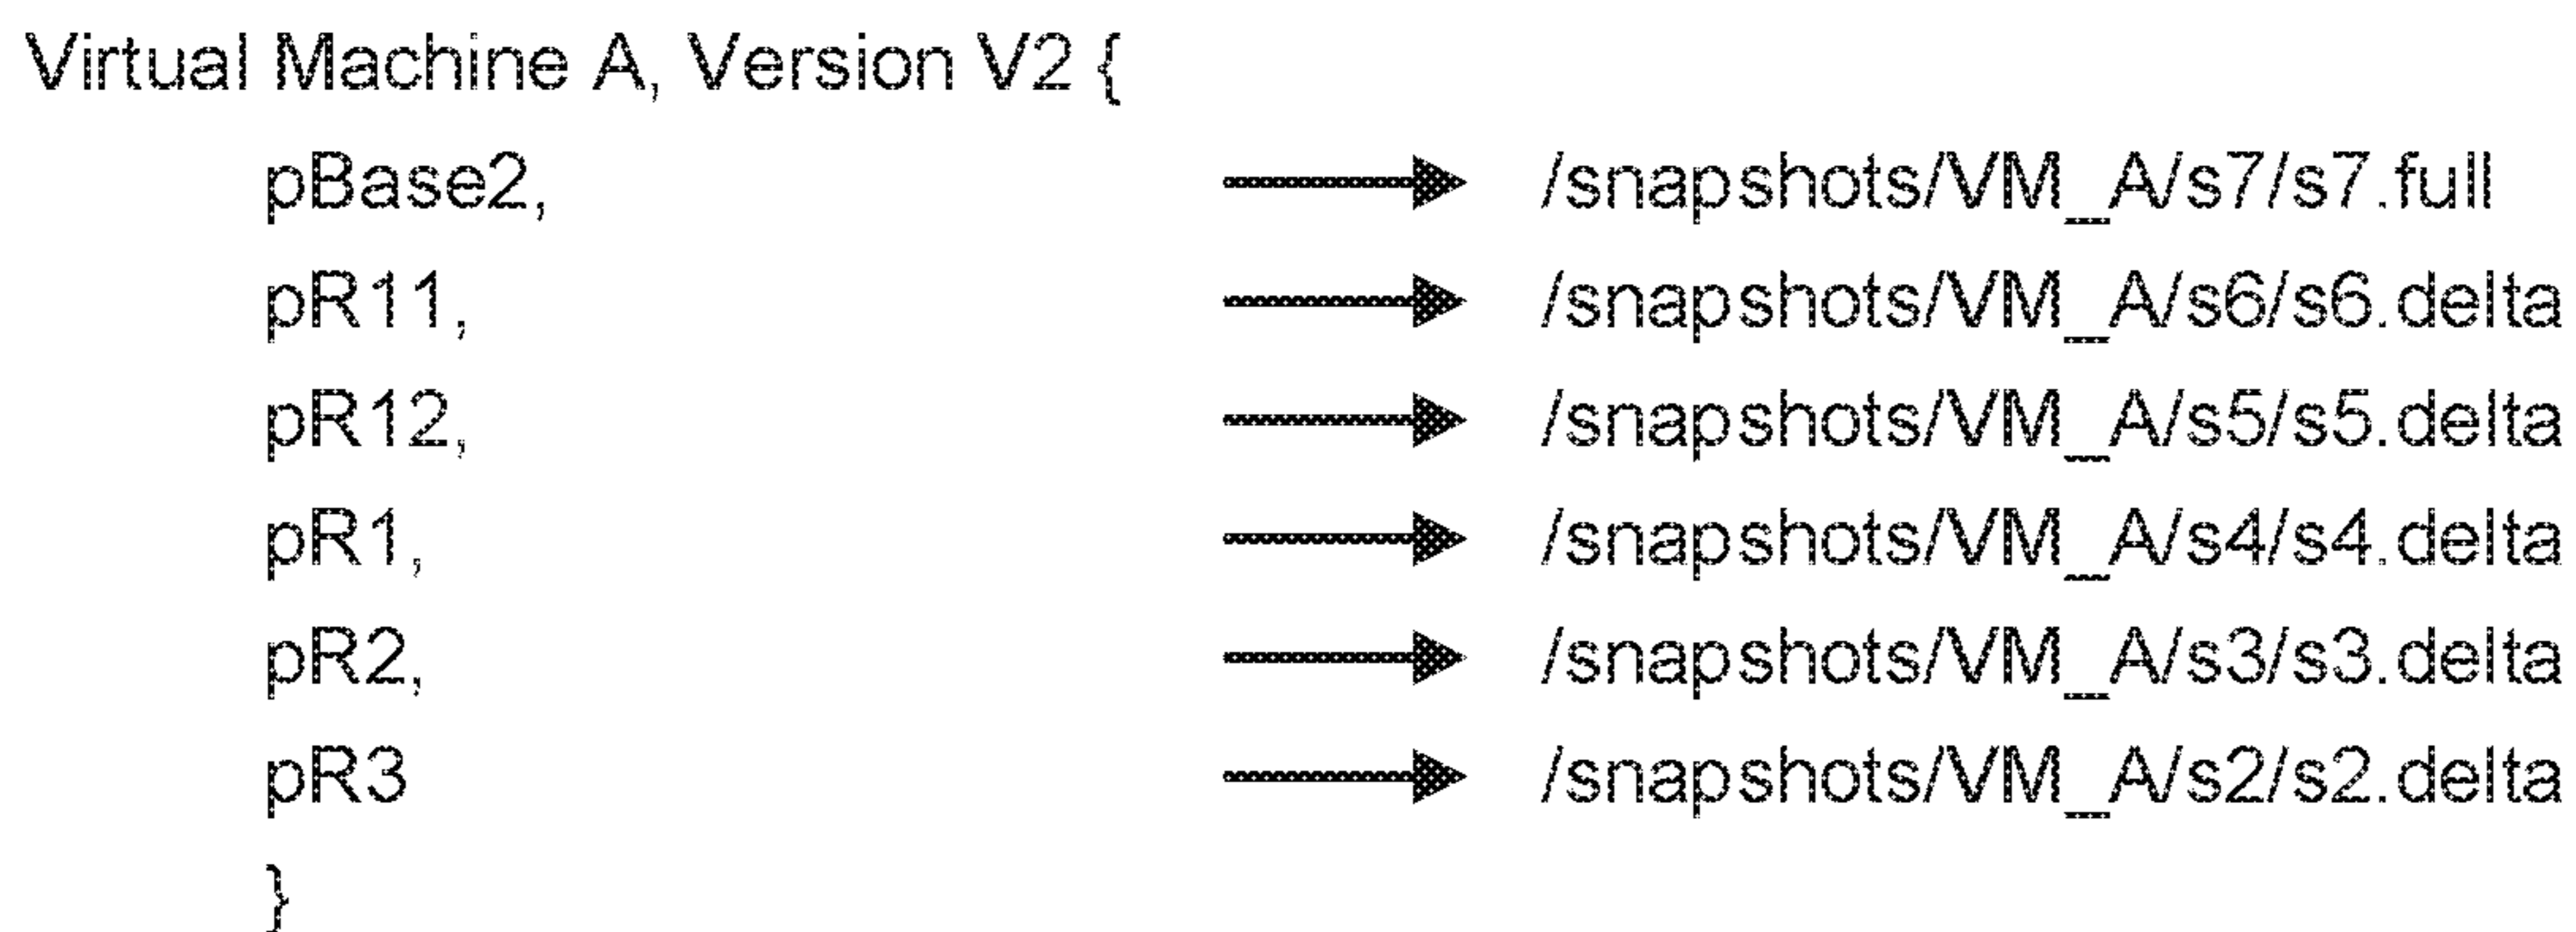 Virtual Machine A, Version V2 {
pBase2, /snapshots/VM_A/s7/s7.full
pR11, /snapshots/VM_A/s6/s6.delta
pR12, /snapshots/VM_A/s5/s5.delta
pR1, /snapshots/VM_A/s4/s4.delta
pR2, /snapshots/VM_A/s3/s3.delta
pR3 /snapshots/VM_A/s2/s2.delta
}